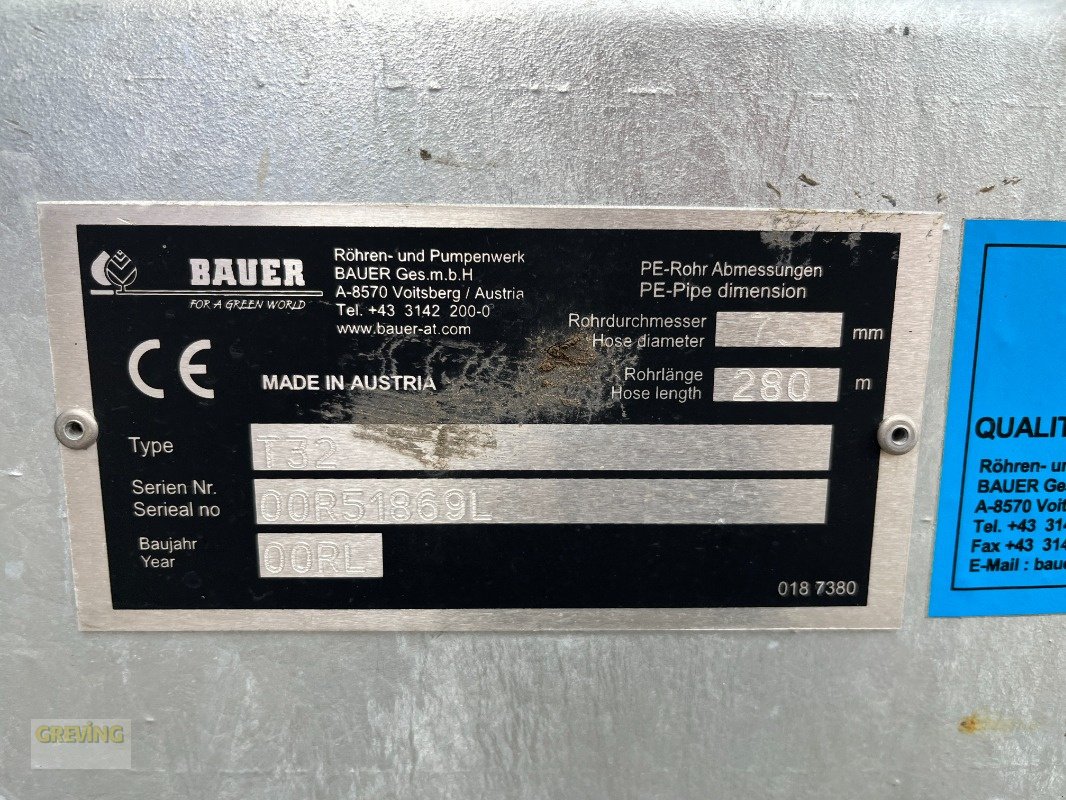 BAUER
FOR A GREEN WORLD
Röhren- und Pumpenwerk
BAUER Ges.m.b.H
A-8570 Voitsberg / Austria
Tel. +43 3142 200-0
www.bauer-at.com
PE-Rohr Abmessungen
PE-Pipe dimension
Rohrdurchmesser
Hose diameter
mm
Rohrlänge
Hose length
280 m
CE
MADE IN AUSTRIA
Type T32
Serien Nr.
Serieal no
00R51869L
Baujahr
Year
00RL
018 7380
QUALIT
Röhren- un
BAUER Ge
A-8570 Voit
Tel. +43 314
Fax +43 314
E-Mail : baue
GREVING